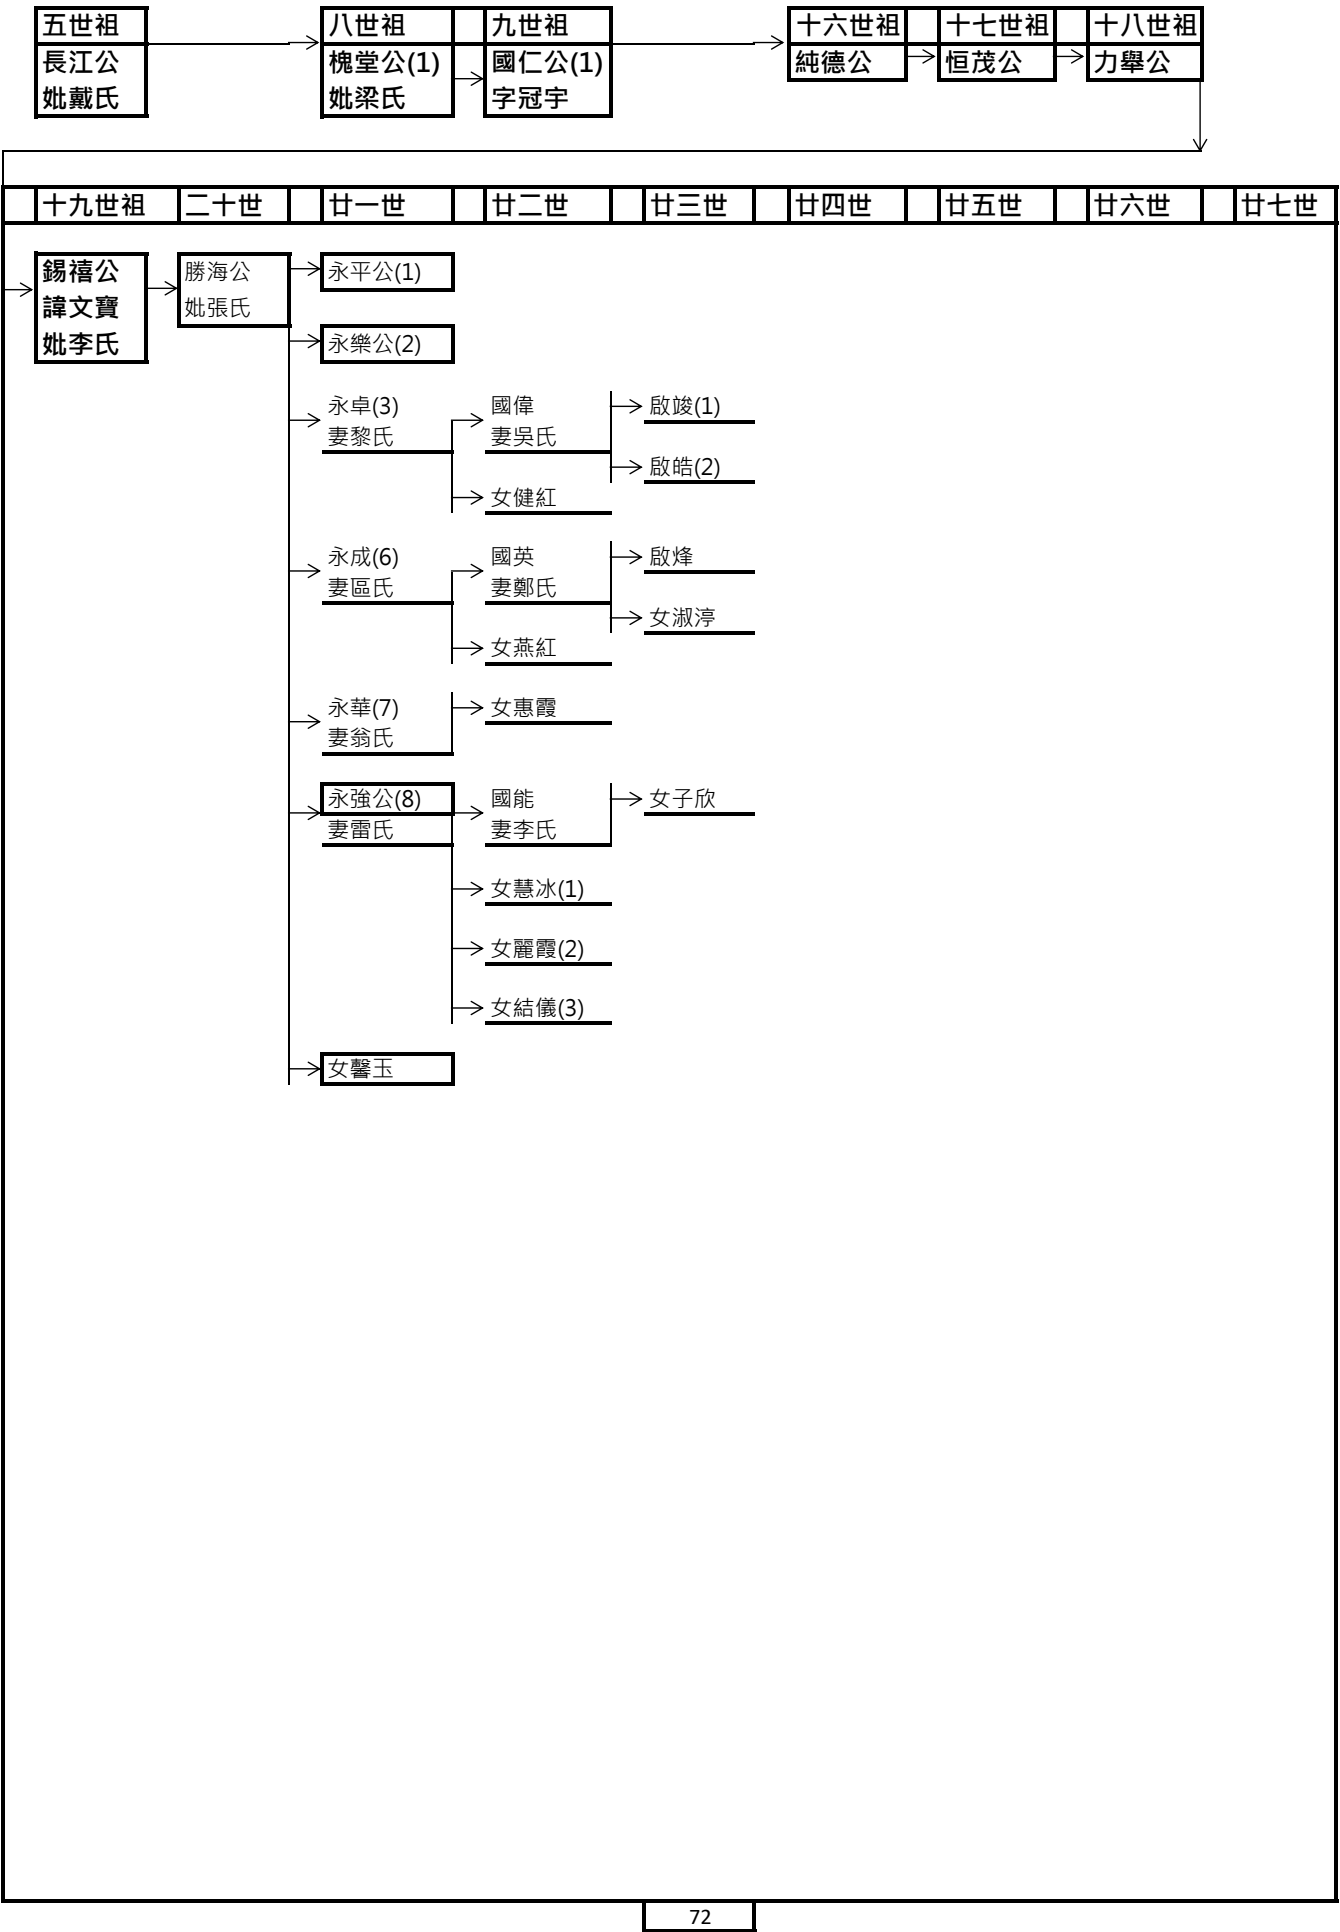 五世祖 八世祖 九世祖 十六世祖 十七世祖 十八世祖
長江公 槐堂公(1) 國仁公(1) 純德公 恒茂公 力舉公
妣戴氏 妣梁氏 字冠宇
十九世祖 二十世 廿一世 廿二世 廿三世 廿四世 廿五世 廿六世 廿七世
錫禧公 勝海公 永平公(1)
諱文寶 妣張氏
妣李氏 永樂公(2)
永卓(3) 國偉 啟竣(1)
妻黎氏 妻吳氏
啟皓(2)
女健紅
永成(6) 國英 啟烽
妻區氏 妻鄭氏
女淑渟
女燕紅
永華(7) 女惠霞
妻翁氏
永強公(8) 國能 女子欣
妻雷氏 妻李氏
女慧冰(1)
女麗霞(2)
女結儀(3)
女馨玉
72